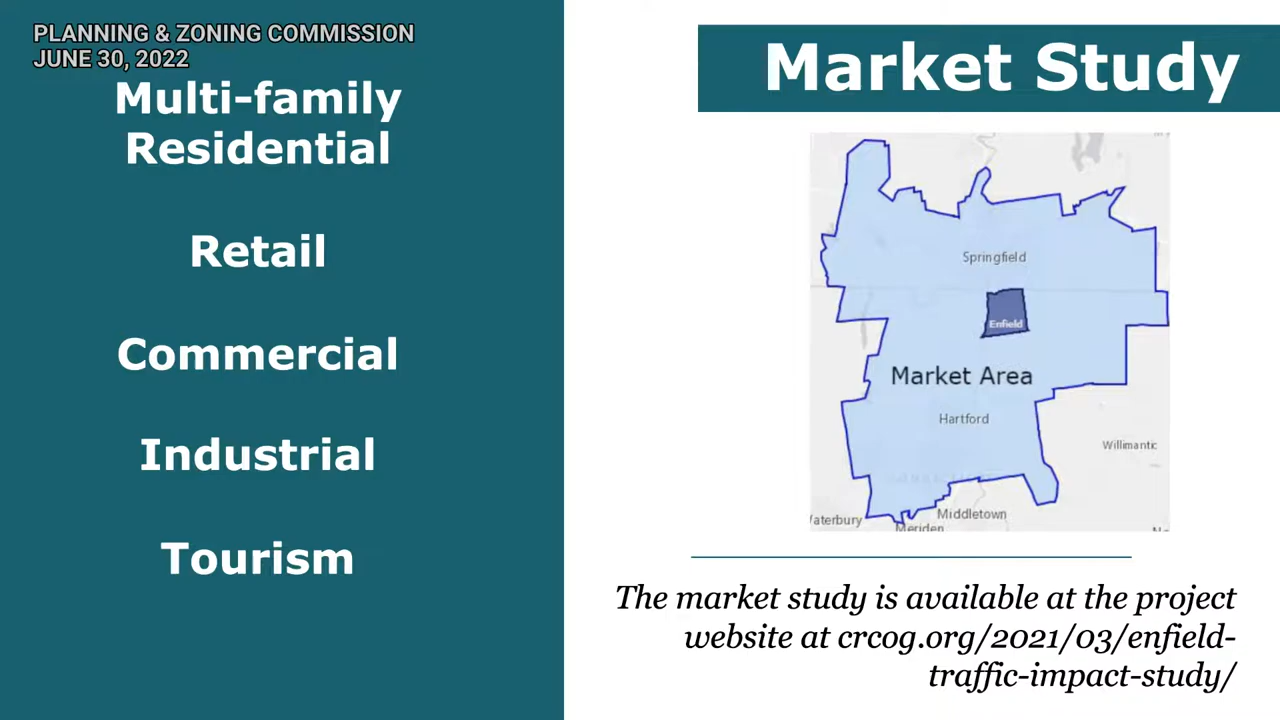 PLANNING & ZONING COMMISSION
JUNE 30, 2022
Multi-family
Residential
Retail
Commercial
Industrial
Tourism
Market Study
Springfield
Enfield
Market Area
Hartford
Willimantic
Middletown
The market study is available at the project
website at crcog.org/2021/03/enfield-
traffic-impact-study/